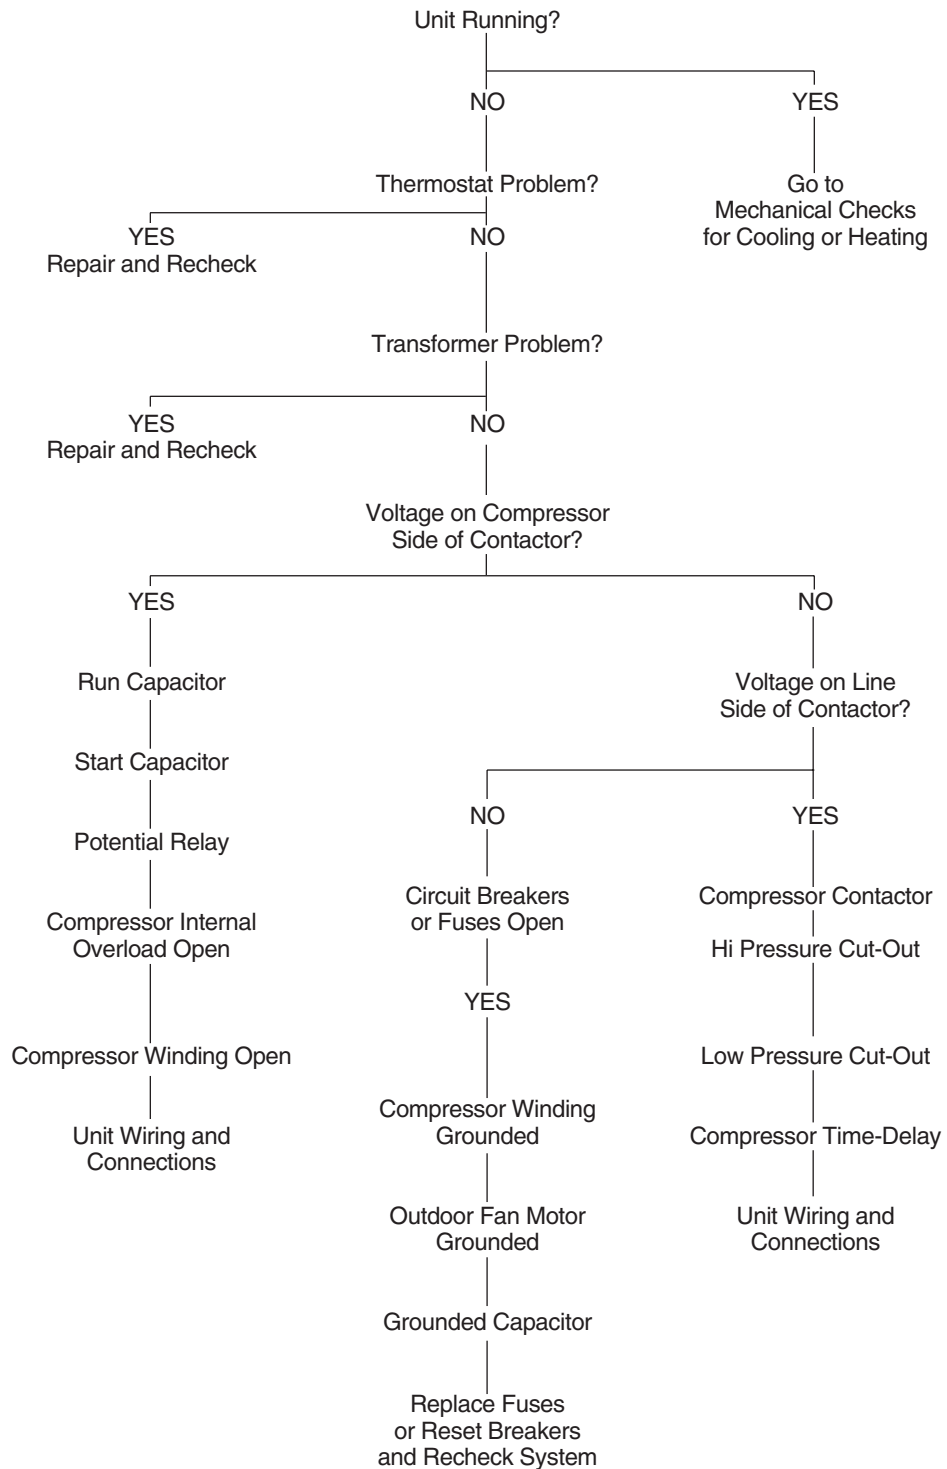 Unit Running?
NO
YES
Thermostat Problem?
Go to
Mechanical Checks
for Cooling or Heating
YES
Repair and Recheck
NO
Transformer Problem?
YES
Repair and Recheck
NO
Voltage on Compressor
Side of Contactor?
YES
NO
Run Capacitor
Voltage on Line
Side of Contactor?
Start Capacitor
NO
YES
Potential Relay
Circuit Breakers
or Fuses Open
Compressor Contactor
Compressor Internal
Overload Open
Hi Pressure Cut-Out
YES
Compressor Winding Open
Low Pressure Cut-Out
Compressor Winding
Grounded
Unit Wiring and
Connections
Compressor Time-Delay
Outdoor Fan Motor
Grounded
Unit Wiring and
Connections
Grounded Capacitor
Replace Fuses
or Reset Breakers
and Recheck System